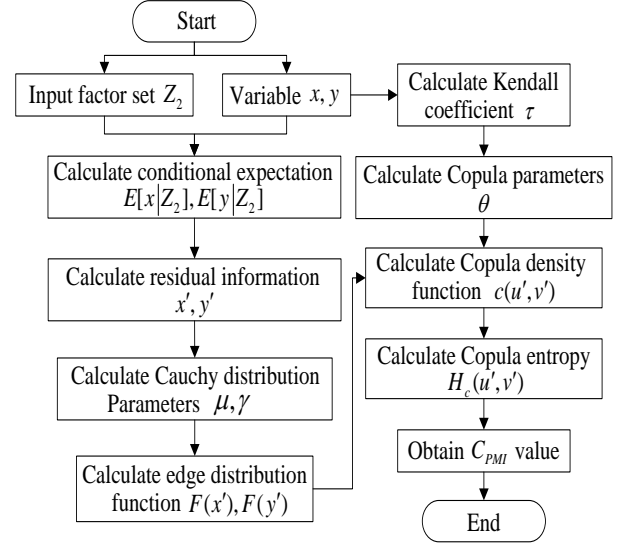 Start
Input factor set Z₂
Variable x, y
Calculate Kendall
coefficient τ
Calculate conditional expectation
E[x|Z₂], E[y|Z₂]
Calculate Copula parameters
θ
Calculate residual information
x′, y′
Calculate Copula density
function c(u′, v′)
Calculate Cauchy distribution
Parameters μ, γ
Calculate Copula entropy
H_c(u′, v′)
Calculate edge distribution
function F(x′), F(y′)
Obtain C_PMI value
End